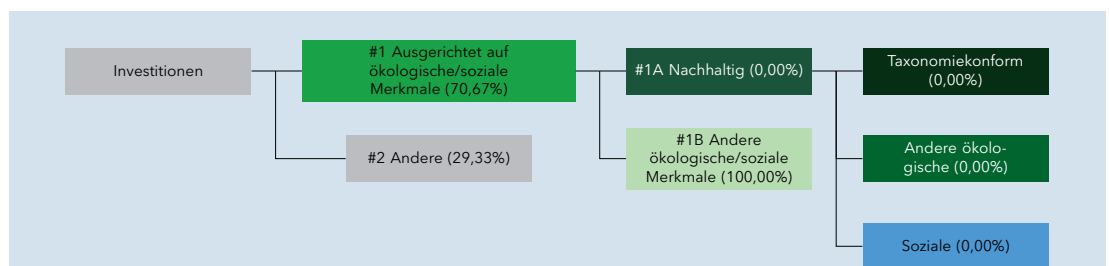 Investitionen
#1 Ausgerichtet auf
ökologische/soziale
Merkmale (70,67%)
#1A Nachhaltig (0,00%)
Taxonomiekonform
(0,00%)
#2 Andere (29,33%)
#1B Andere
ökologische/soziale
Merkmale (100,00%)
Andere ökolo-
gische (0,00%)
Soziale (0,00%)